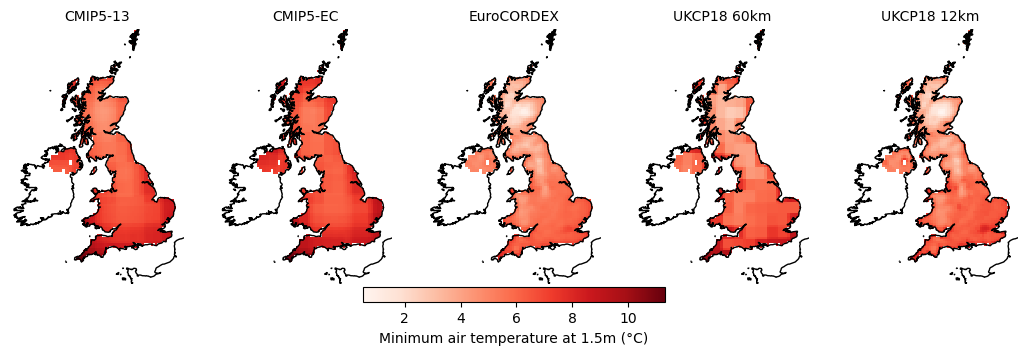 CMIP5-13 CMIP5-EC EuroCORDEX UKCP18 60km UKCP18 12km
2 4 6 8 10
Minimum air temperature at 1.5m (°C)